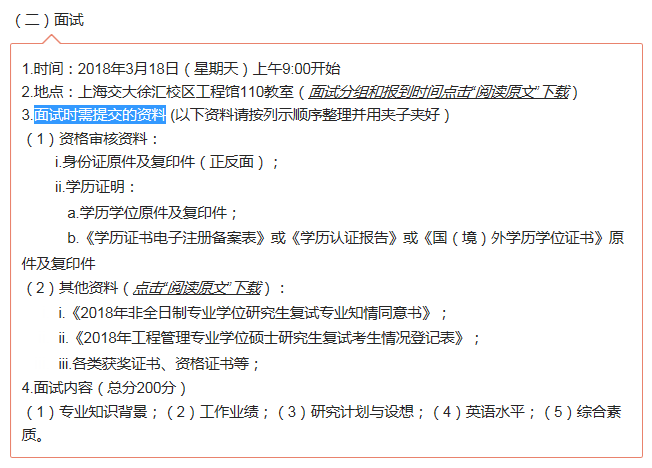 （二）面试
1.时间：2018年3月18日（星期天）上午9:00开始
2.地点：上海交大徐汇校区工程馆110教室（面试分组和报到时间点击“阅读原文”下载）
3.面试时需提交的资料 (以下资料请按列示顺序整理并用夹子夹好）
（1）资格审核资料：
i.身份证原件及复印件（正反面）；
ii.学历证明：
a.学历学位原件及复印件；
b.《学历证书电子注册备案表》或《学历认证报告》或《国（境）外学历学位证书》原
件及复印件
（2）其他资料（点击“阅读原文”下载）：
i.《2018年非全日制专业学位研究生复试专业知情同意书》；
ii.《2018年工程管理专业学位硕士研究生复试考生情况登记表》；
iii.各类获奖证书、资格证书等；
4.面试内容（总分200分）
（1）专业知识背景；（2）工作业绩；（3）研究计划与设想；（4）英语水平；（5）综合素
质。